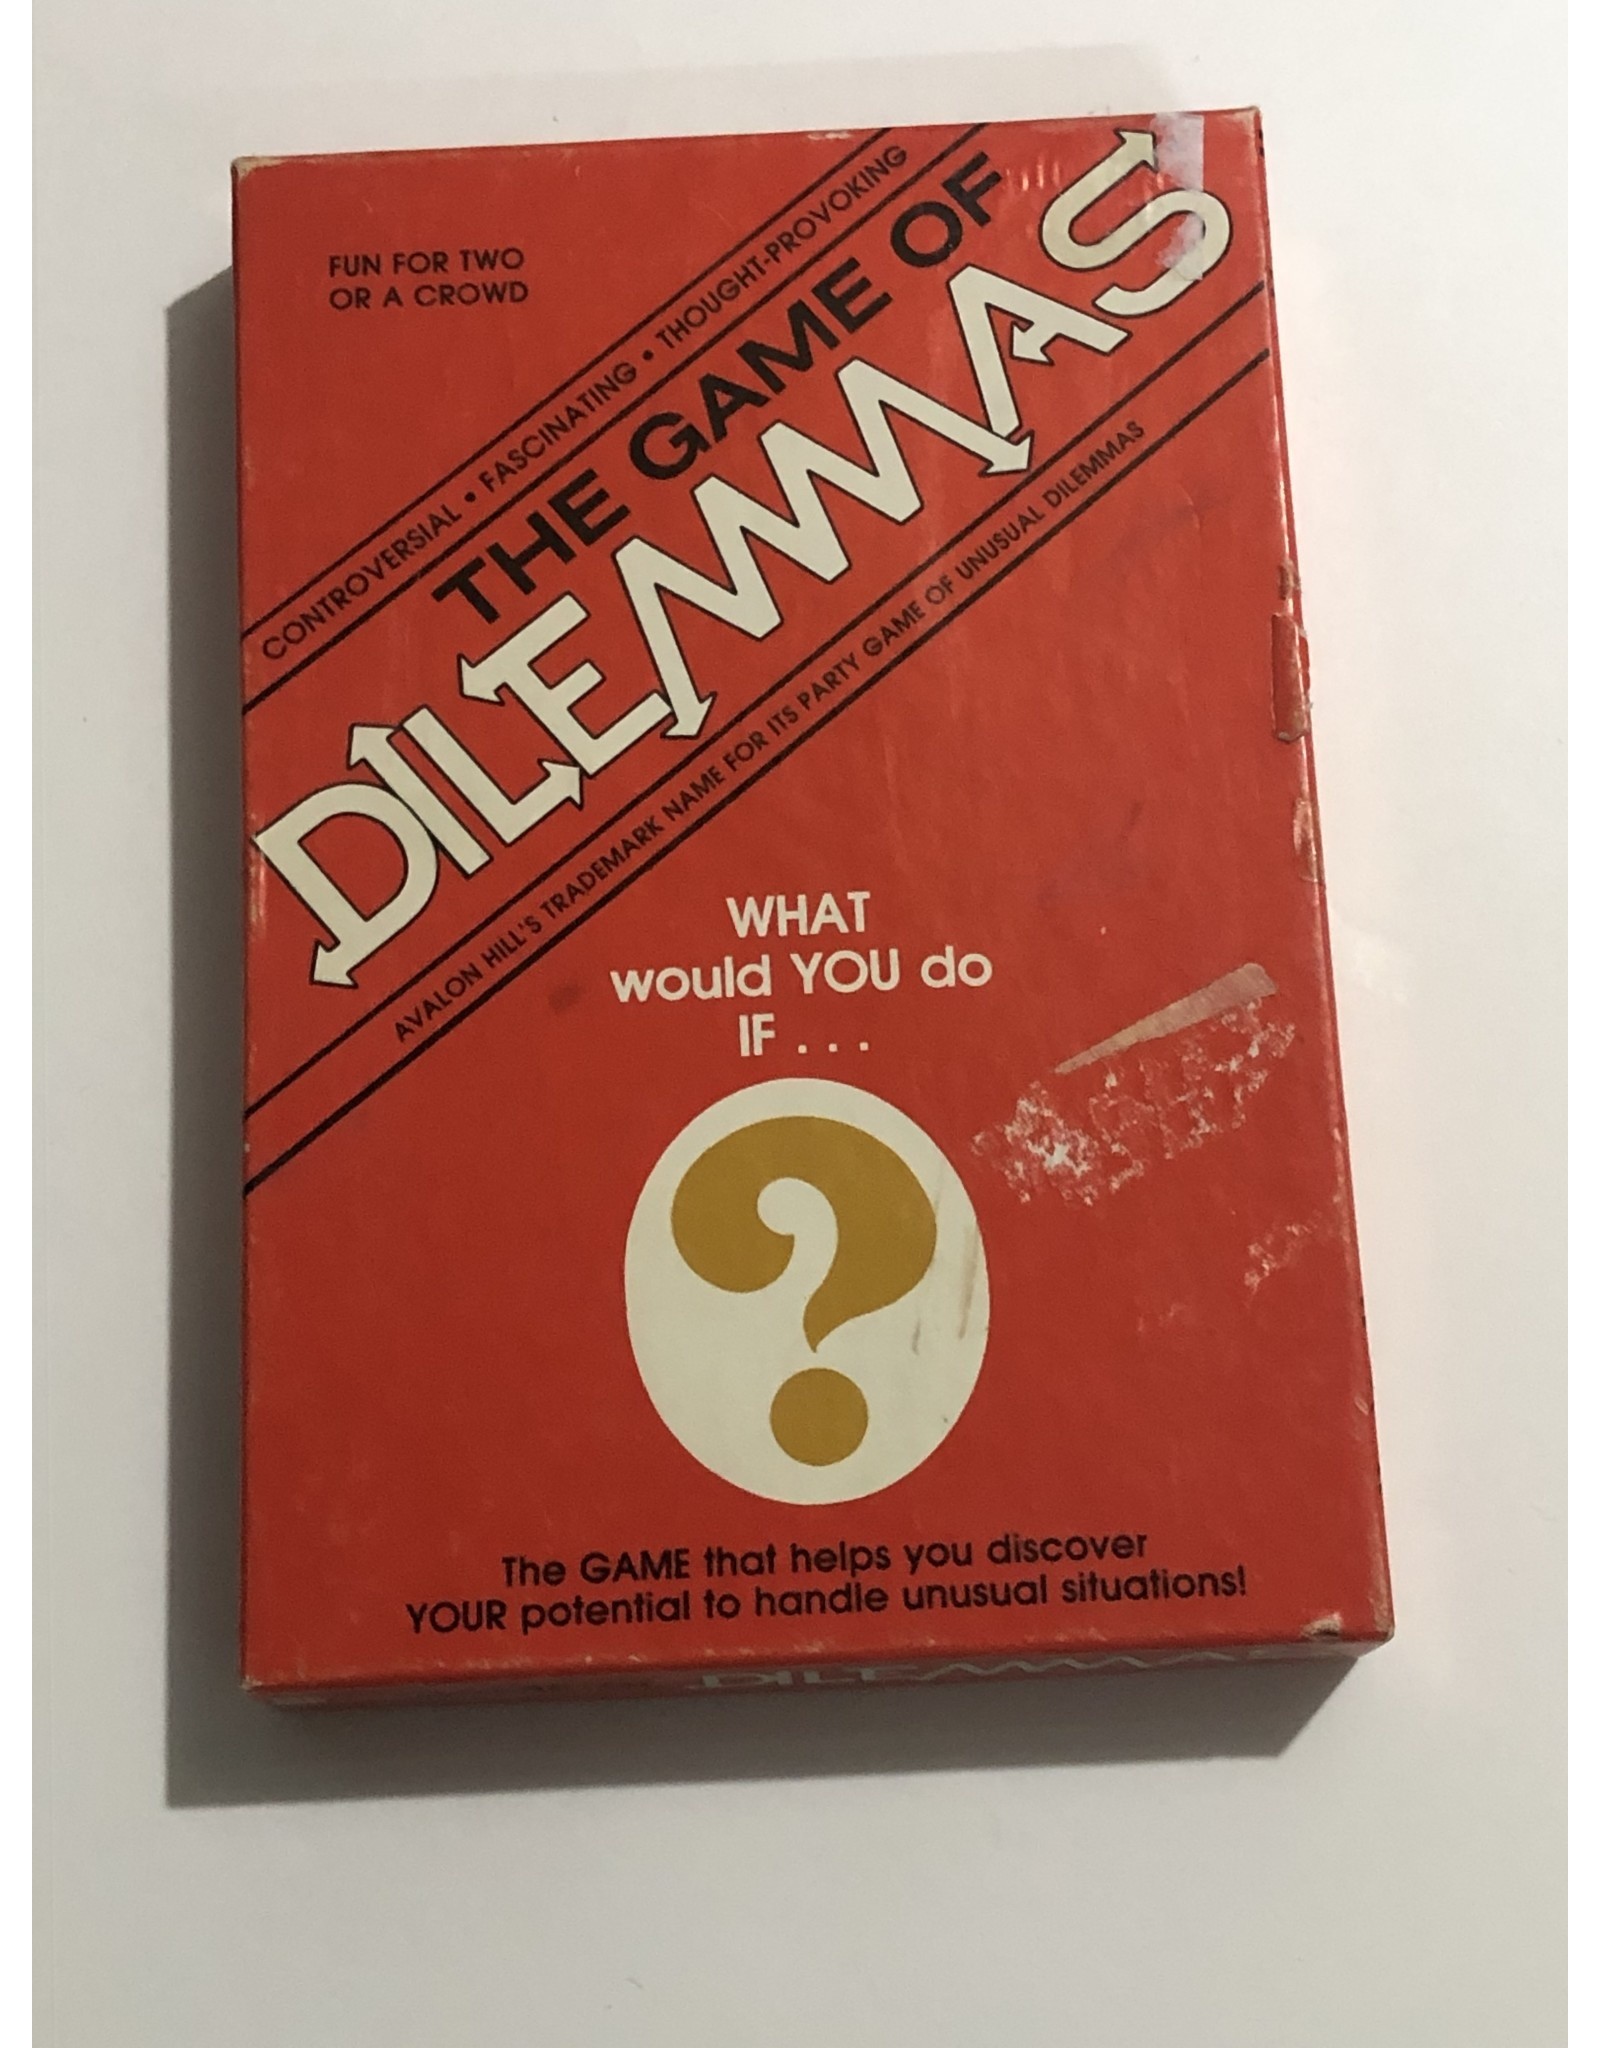 FUN FOR TWO
OR A CROWD
CONTROVERSIAL • FASCINATING • THOUGHT-PROVOKING
THE GAME OF
DILEMMAS
AVALON HILL'S TRADEMARK NAME FOR ITS PARTY GAME OF UNUSUAL DILEMMAS
WHAT
would YOU do
IF . . .
?
The GAME that helps you discover
YOUR potential to handle unusual situations!
DILEMMAS